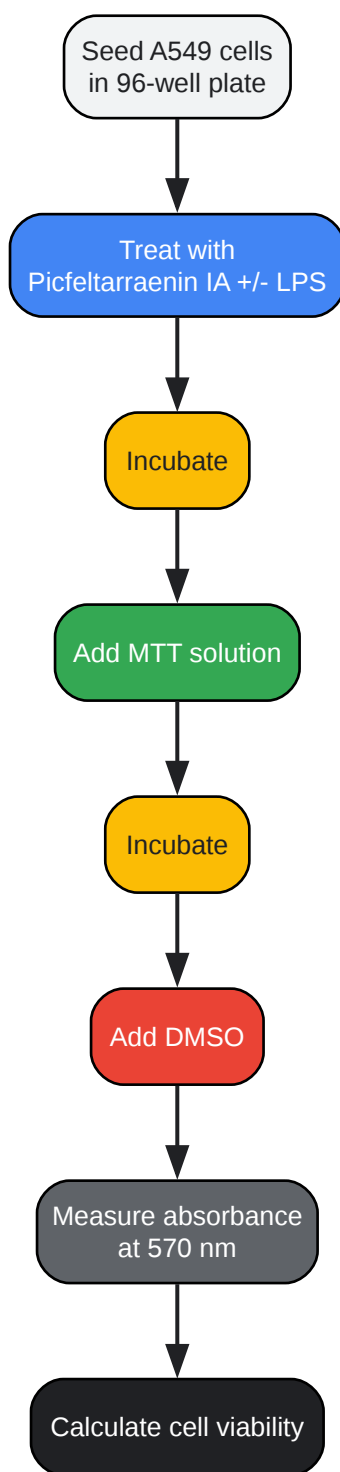 Seed A549 cells
in 96-well plate
Treat with
Picfeltarraenin IA +/- LPS
Incubate
Add MTT solution
Incubate
Add DMSO
Measure absorbance
at 570 nm
Calculate cell viability